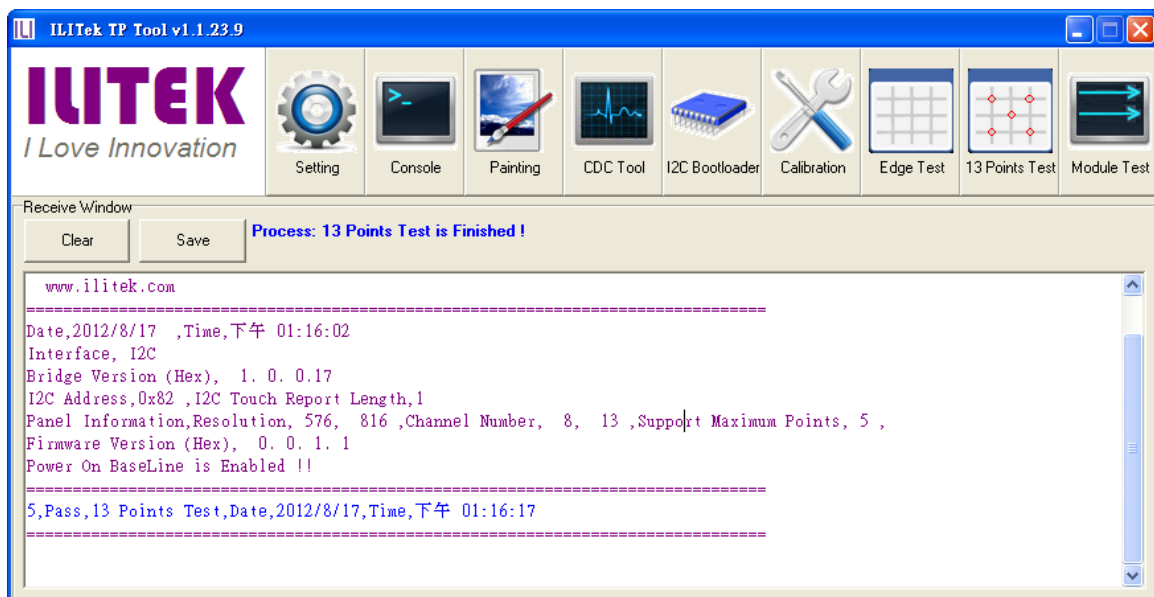 ILITek TP Tool v1.1.23.9
ILITEK
I Love Innovation
Setting
Console
Painting
CDC Tool
I2C Bootloader
Calibration
Edge Test
13 Points Test
Module Test
Receive Window
Clear
Save
Process: 13 Points Test is Finished !
www.ilitek.com
================================================================================
Date,2012/8/17 ,Time,下午 01:16:02
Interface, I2C
Bridge Version (Hex), 1. 0. 0.17
I2C Address,0x82 ,I2C Touch Report Length,1
Panel Information,Resolution, 576, 816 ,Channel Number, 8, 13 ,Support Maximum Points, 5 ,
Firmware Version (Hex), 0. 0. 1. 1
Power On BaseLine is Enabled !!
================================================================================
5,Pass,13 Points Test,Date,2012/8/17,Time,下午 01:16:17
================================================================================